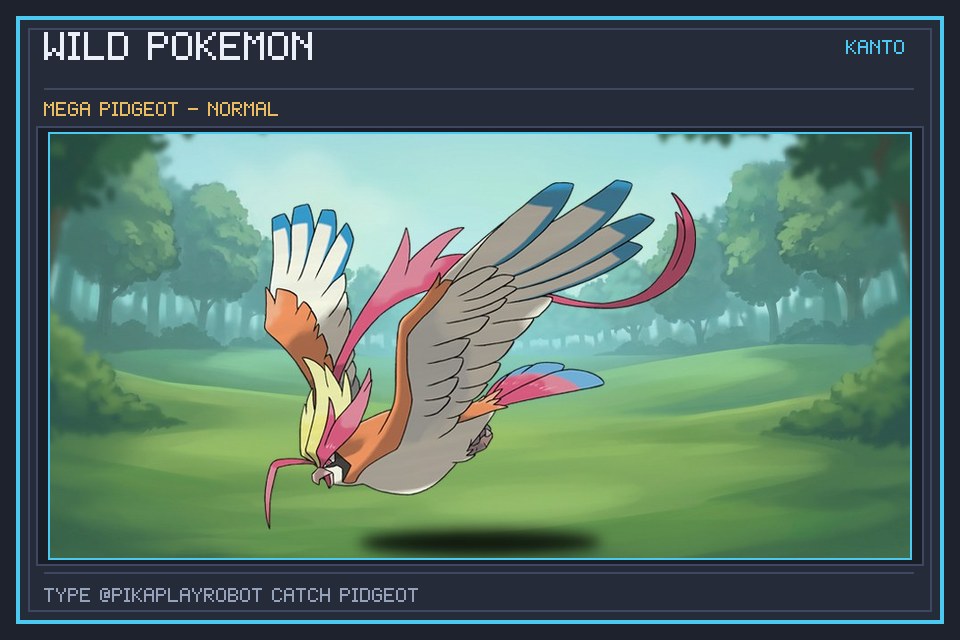 WILD POKEMON
KANTO
MEGA PIDGEOT - NORMAL
TYPE @PIKAPLAYROBOT CATCH PIDGEOT